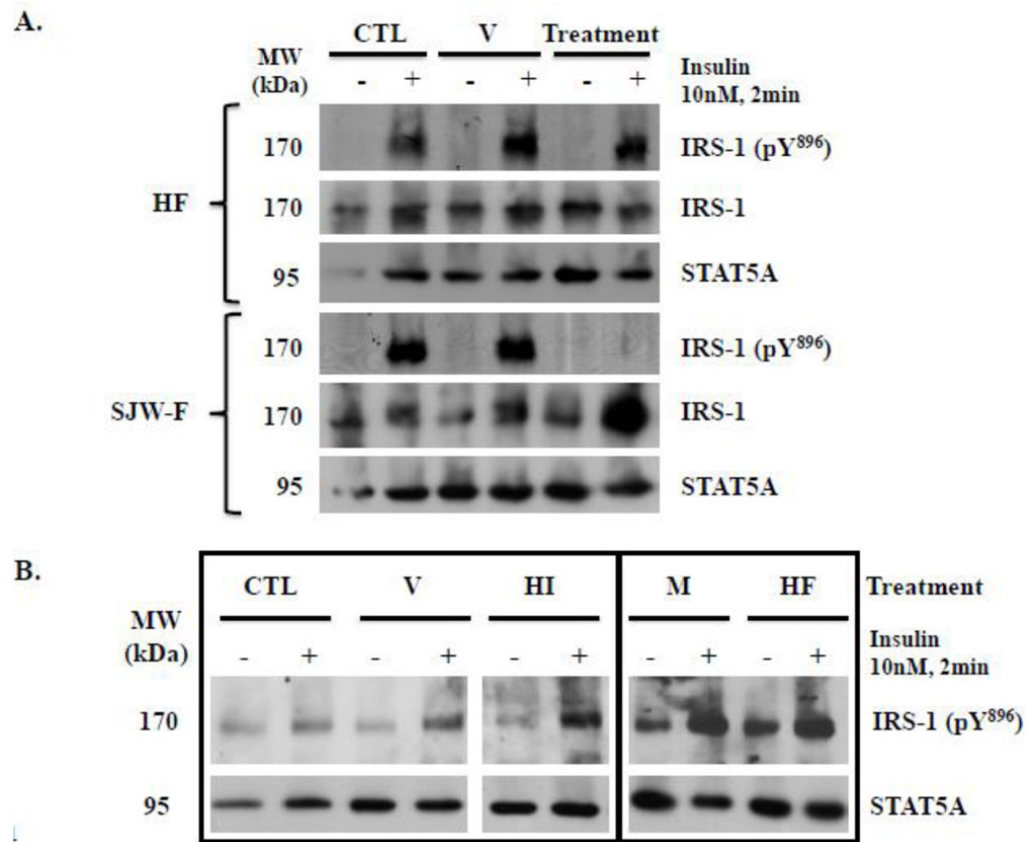 A.
CTL V Treatment
MW (kDa) - + - + - + Insulin 10nM, 2min
HF
170 IRS-1 (pY⁸⁹⁶)
170 IRS-1
95 STAT5A
SJW-F
170 IRS-1 (pY⁸⁹⁶)
170 IRS-1
95 STAT5A
B.
CTL V HI M HF Treatment
MW (kDa) - + - + - + - + - + Insulin 10nM, 2min
170 IRS-1 (pY⁸⁹⁶)
95 STAT5A